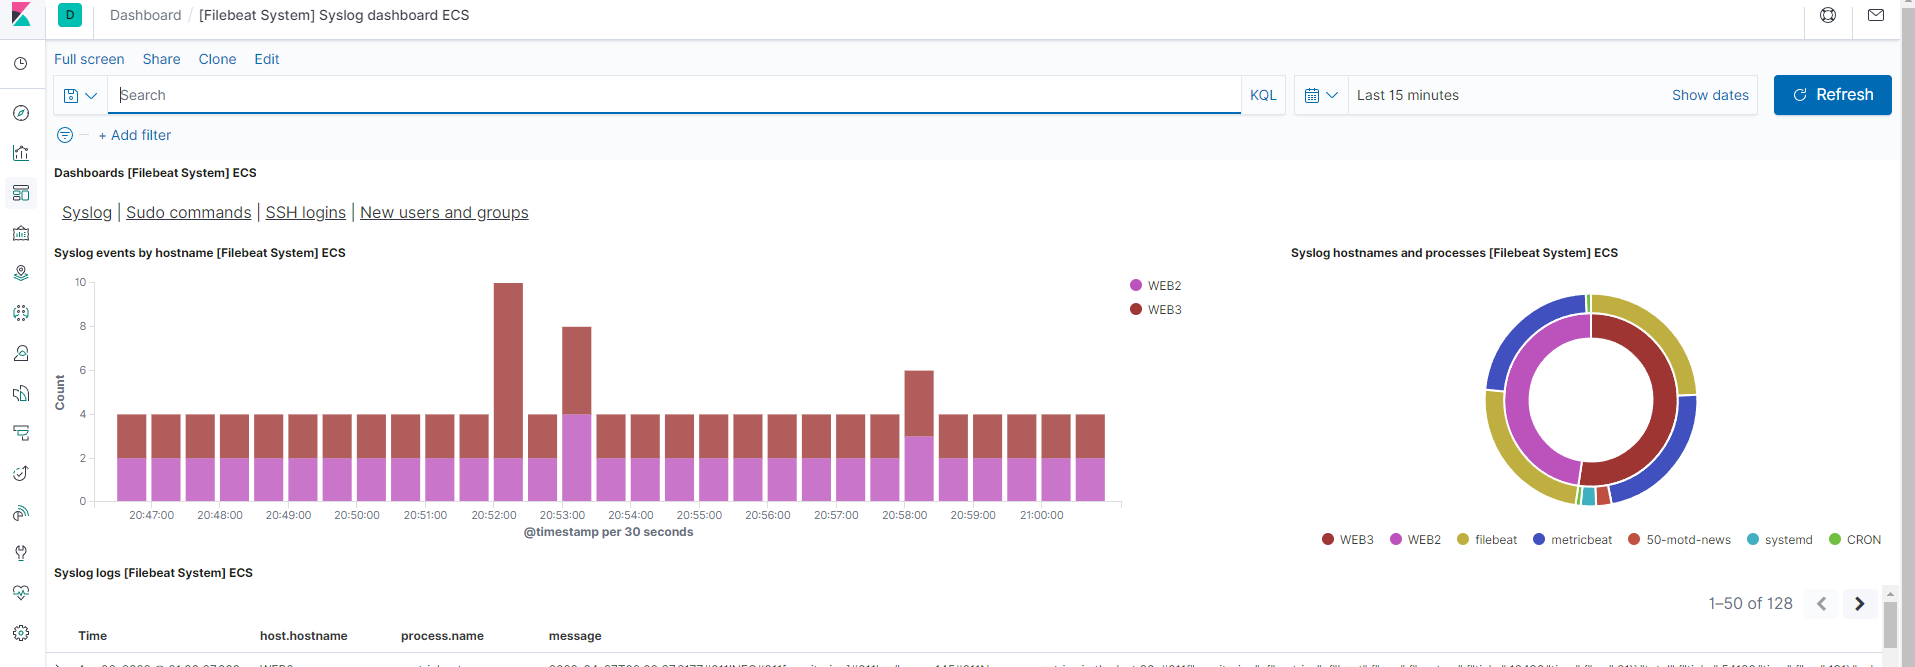 D Dashboard / [Filebeat System] Syslog dashboard ECS
Full screen Share Clone Edit
Search KQL Last 15 minutes Show dates Refresh
+ Add filter
Dashboards [Filebeat System] ECS
Syslog | Sudo commands | SSH logins | New users and groups
Syslog events by hostname [Filebeat System] ECS
10
8
6
4
2
0
Count
20:47:00 20:48:00 20:49:00 20:50:00 20:51:00 20:52:00 20:53:00 20:54:00 20:55:00 20:56:00 20:57:00 20:58:00 20:59:00 21:00:00
@timestamp per 30 seconds
WEB2
WEB3
Syslog hostnames and processes [Filebeat System] ECS
WEB3 WEB2 filebeat metricbeat 50-motd-news systemd CRON
Syslog logs [Filebeat System] ECS
1–50 of 128
Time host.hostname process.name message